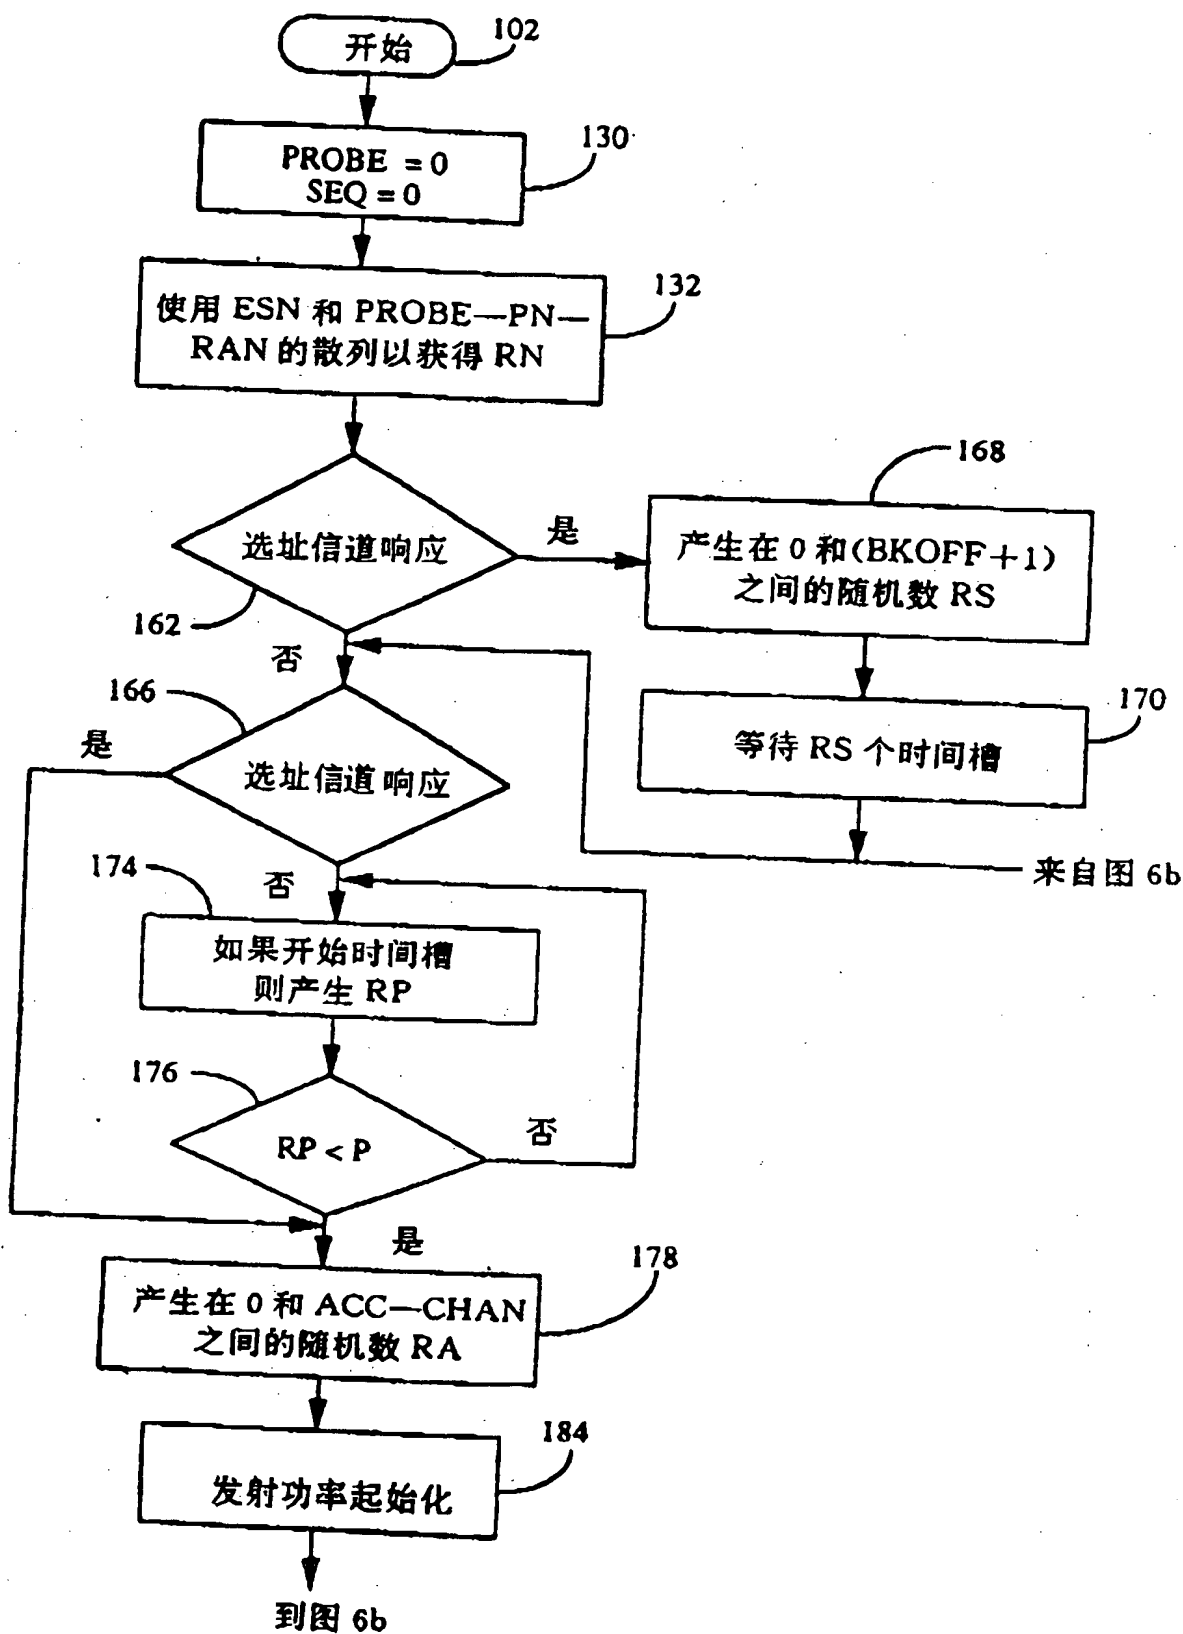 开始
102
130
PROBE = 0
SEQ = 0
132
使用 ESN 和 PROBE—PN—
RAN 的散列以获得 RN
168
选址信道响应
是
产生在 0 和(BKOFF+1)
之间的随机数 RS
162
否
166
170
是
选址信道响应
等待 RS 个时间槽
174
否
来自图 6b
如果开始时间槽
则产生 RP
176
RP < P
否
是
178
产生在 0 和 ACC—CHAN
之间的随机数 RA
184
发射功率起始化
到图 6b